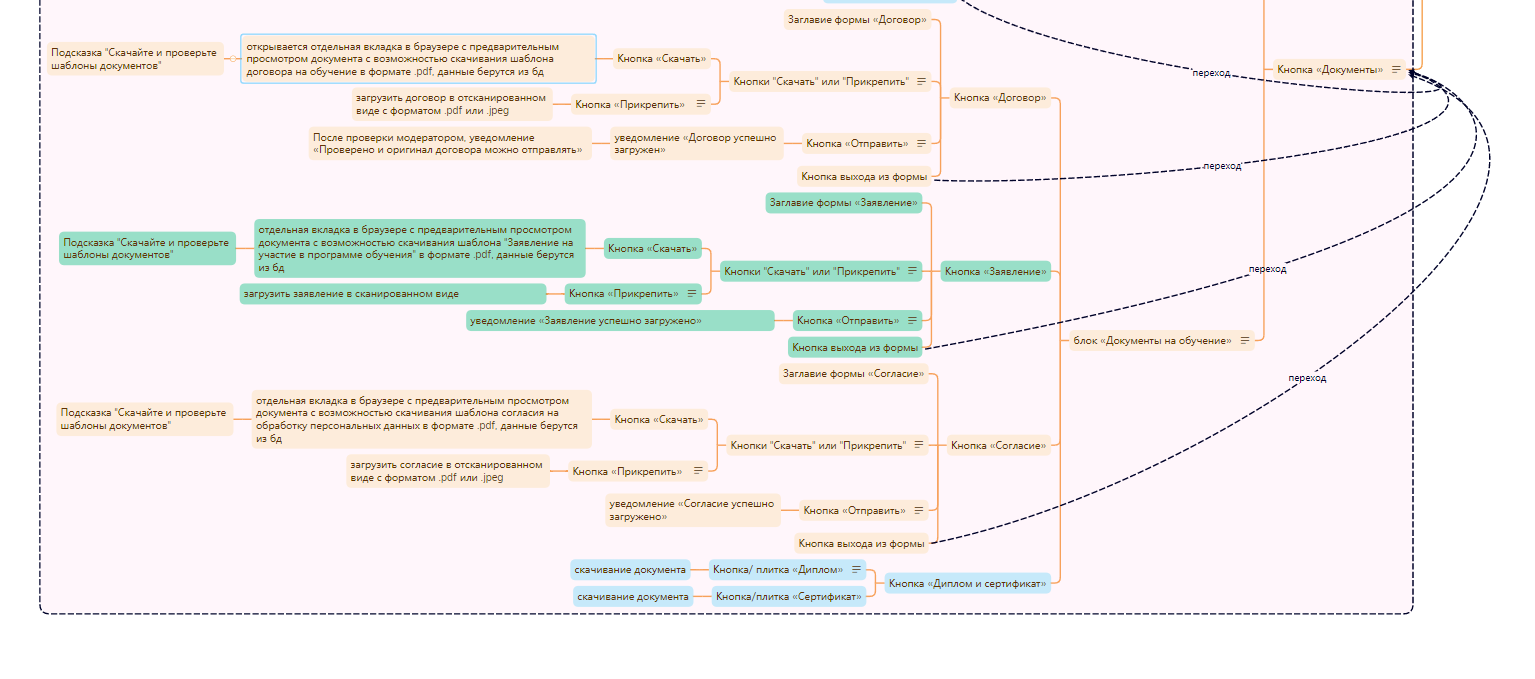 Заглавие формы «Договор»
Подсказка "Скачайте и проверьте
шаблоны документов"
открывается отдельная вкладка в браузере с предварительным
просмотром документа с возможностью скачивания шаблона
договора на обучение в формате .pdf, данные берутся из бд
Кнопка «Скачать»
Кнопки "Скачать" или "Прикрепить"
загрузить договор в отсканированном
виде с форматом .pdf или .jpeg
Кнопка «Прикрепить»
Кнопка «Договор»
переход
Кнопка «Документы»
После проверки модератором, уведомление
«Проверено и оригинал договора можно отправлять»
уведомление «Договор успешно
загружен»
Кнопка «Отправить»
Кнопка выхода из формы
переход
Заглавие формы «Заявление»
Подсказка "Скачайте и проверьте
шаблоны документов"
отдельная вкладка в браузере с предварительным просмотром
документа с возможностью скачивания шаблона "Заявление на
участие в программе обучения" в формате .pdf, данные берутся
из бд
Кнопка «Скачать»
Кнопки "Скачать" или "Прикрепить"
Кнопка «Заявление»
переход
загрузить заявление в сканированном виде
Кнопка «Прикрепить»
уведомление «Заявление успешно загружено»
Кнопка «Отправить»
Кнопка выхода из формы
блок «Документы на обучение»
Заглавие формы «Согласие»
переход
Подсказка "Скачайте и проверьте
шаблоны документов"
отдельная вкладка в браузере с предварительным просмотром
документа с возможностью скачивания шаблона согласия на
обработку персональных данных в формате .pdf, данные берутся
из бд
Кнопка «Скачать»
Кнопки "Скачать" или "Прикрепить"
Кнопка «Согласие»
загрузить согласие в отсканированном
виде с форматом .pdf или .jpeg
Кнопка «Прикрепить»
уведомление «Согласие успешно
загружено»
Кнопка «Отправить»
Кнопка выхода из формы
скачивание документа
Кнопка/ плитка «Диплом»
Кнопка «Диплом и сертификат»
скачивание документа
Кнопка/плитка «Сертификат»